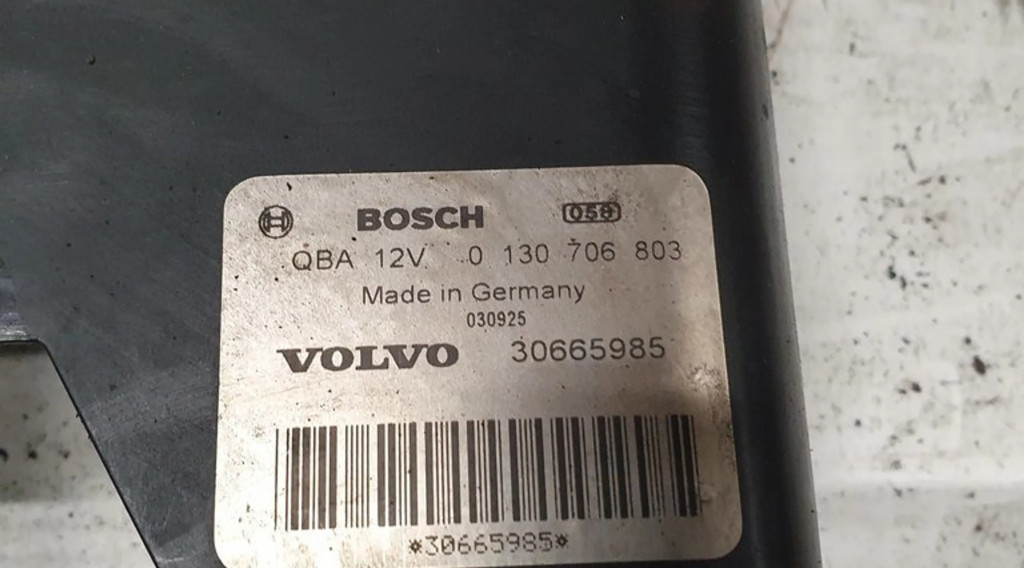 BOSCH 058
QBA 12V 0 130 706 803
Made in Germany
030925
VOLVO 30665985
*30665985*